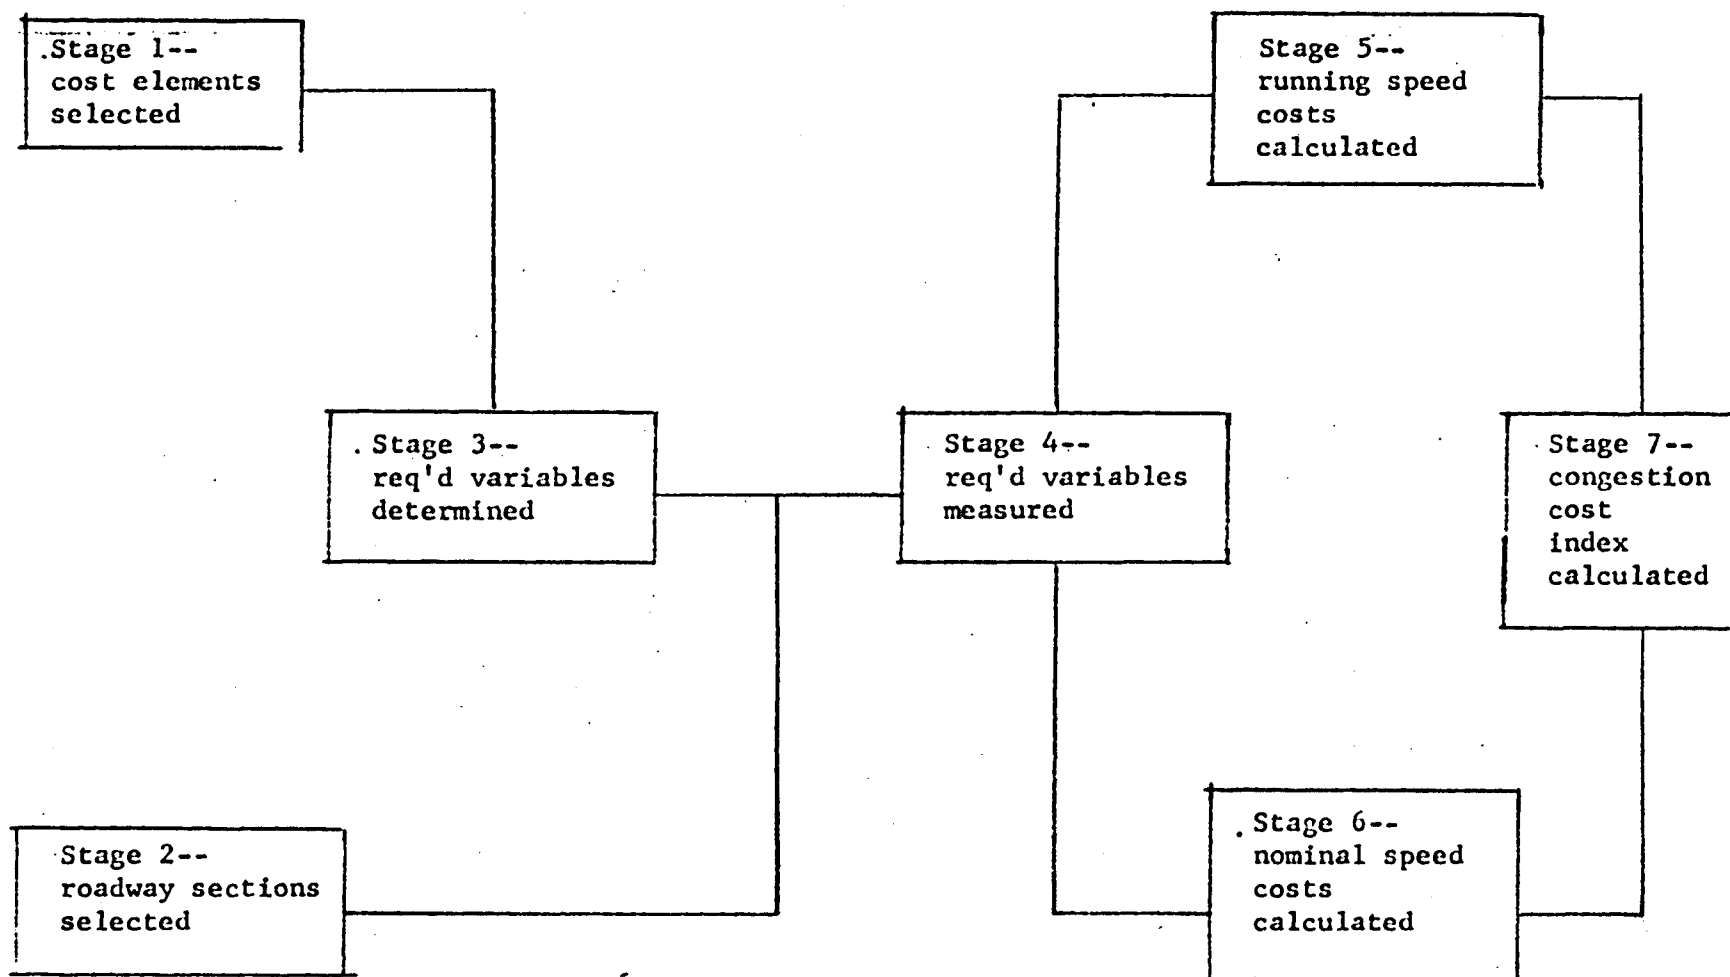 Stage 1--
cost elements
selected
Stage 5--
running speed
costs
calculated
Stage 3--
req'd variables
determined
Stage 4--
req'd variables
measured
Stage 7--
congestion
cost
index
calculated
Stage 2--
roadway sections
selected
Stage 6--
nominal speed
costs
calculated